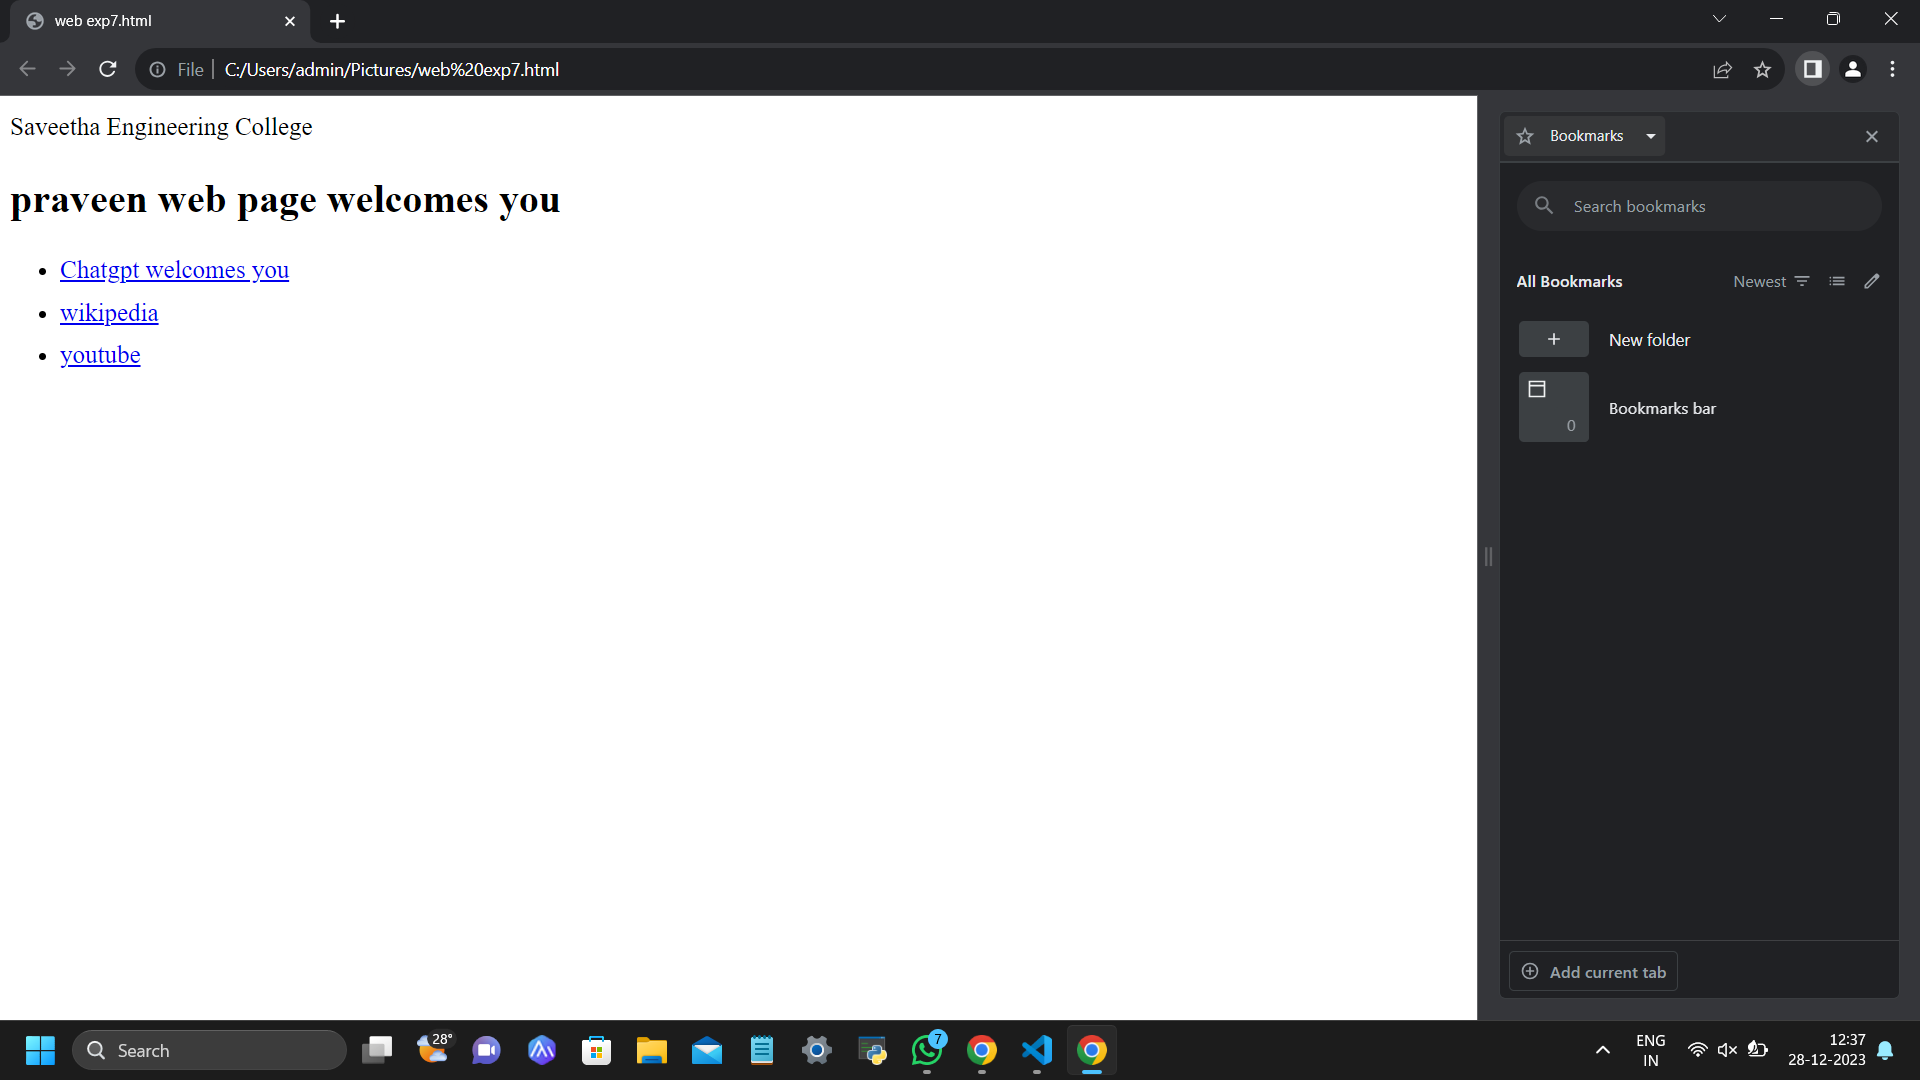 web exp7.html
File
C:/Users/admin/Pictures/web%20exp7.html
Saveetha Engineering College
praveen web page welcomes you
Chatgpt welcomes you
wikipedia
youtube
Bookmarks
Search bookmarks
All Bookmarks Newest
New folder
0
Bookmarks bar
Add current tab
Search
28°
7
ENG
IN
12:37
28-12-2023